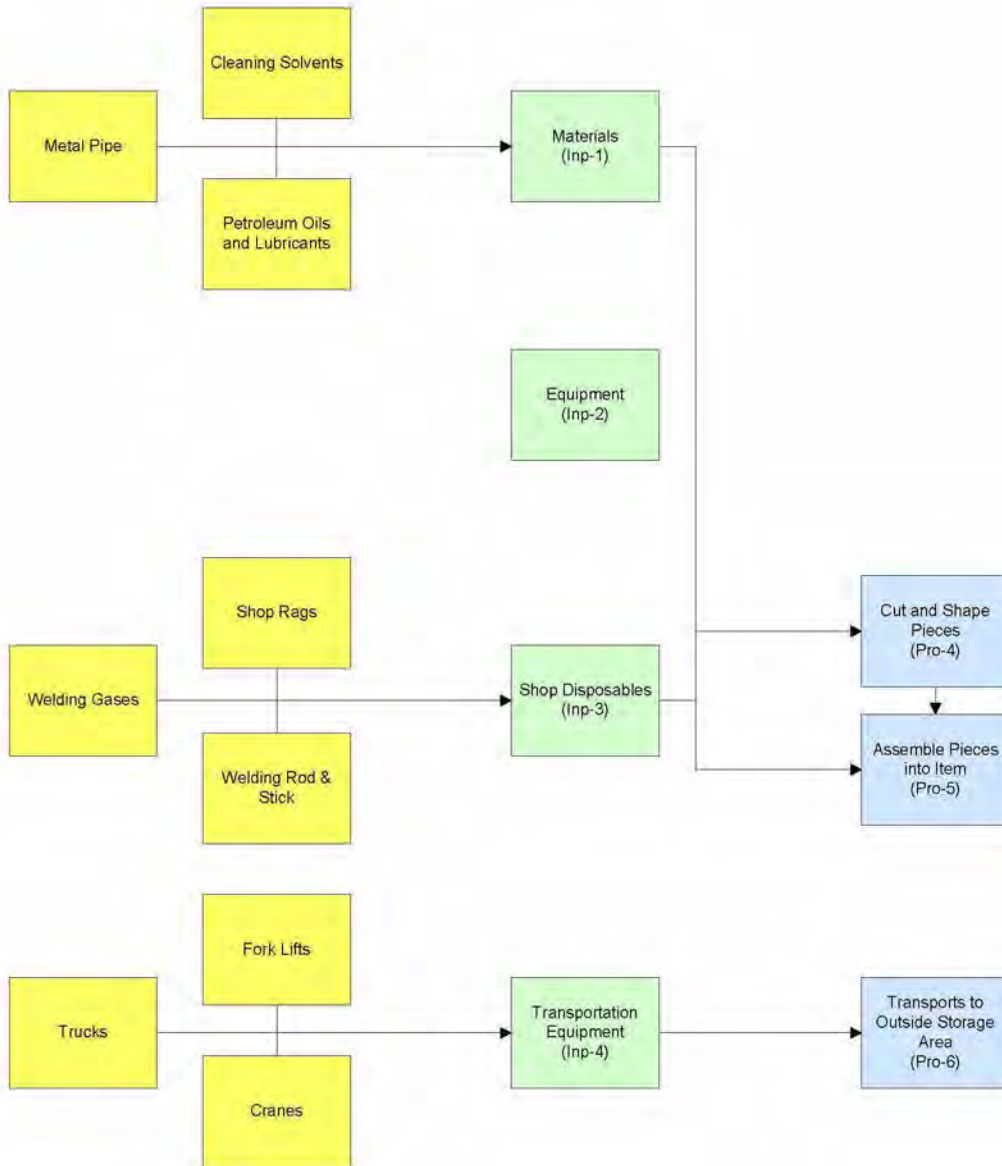 Cleaning Solvents
Metal Pipe
Materials
(Inp-1)
Petroleum Oils
and Lubricants
Equipment
(Inp-2)
Shop Rags
Cut and Shape
Pieces
(Pro-4)
Welding Gases
Shop Disposables
(Inp-3)
Welding Rod &
Stick
Assemble Pieces
into Item
(Pro-5)
Fork Lifts
Trucks
Transportation
Equipment
(Inp-4)
Transports to
Outside Storage
Area
(Pro-6)
Cranes